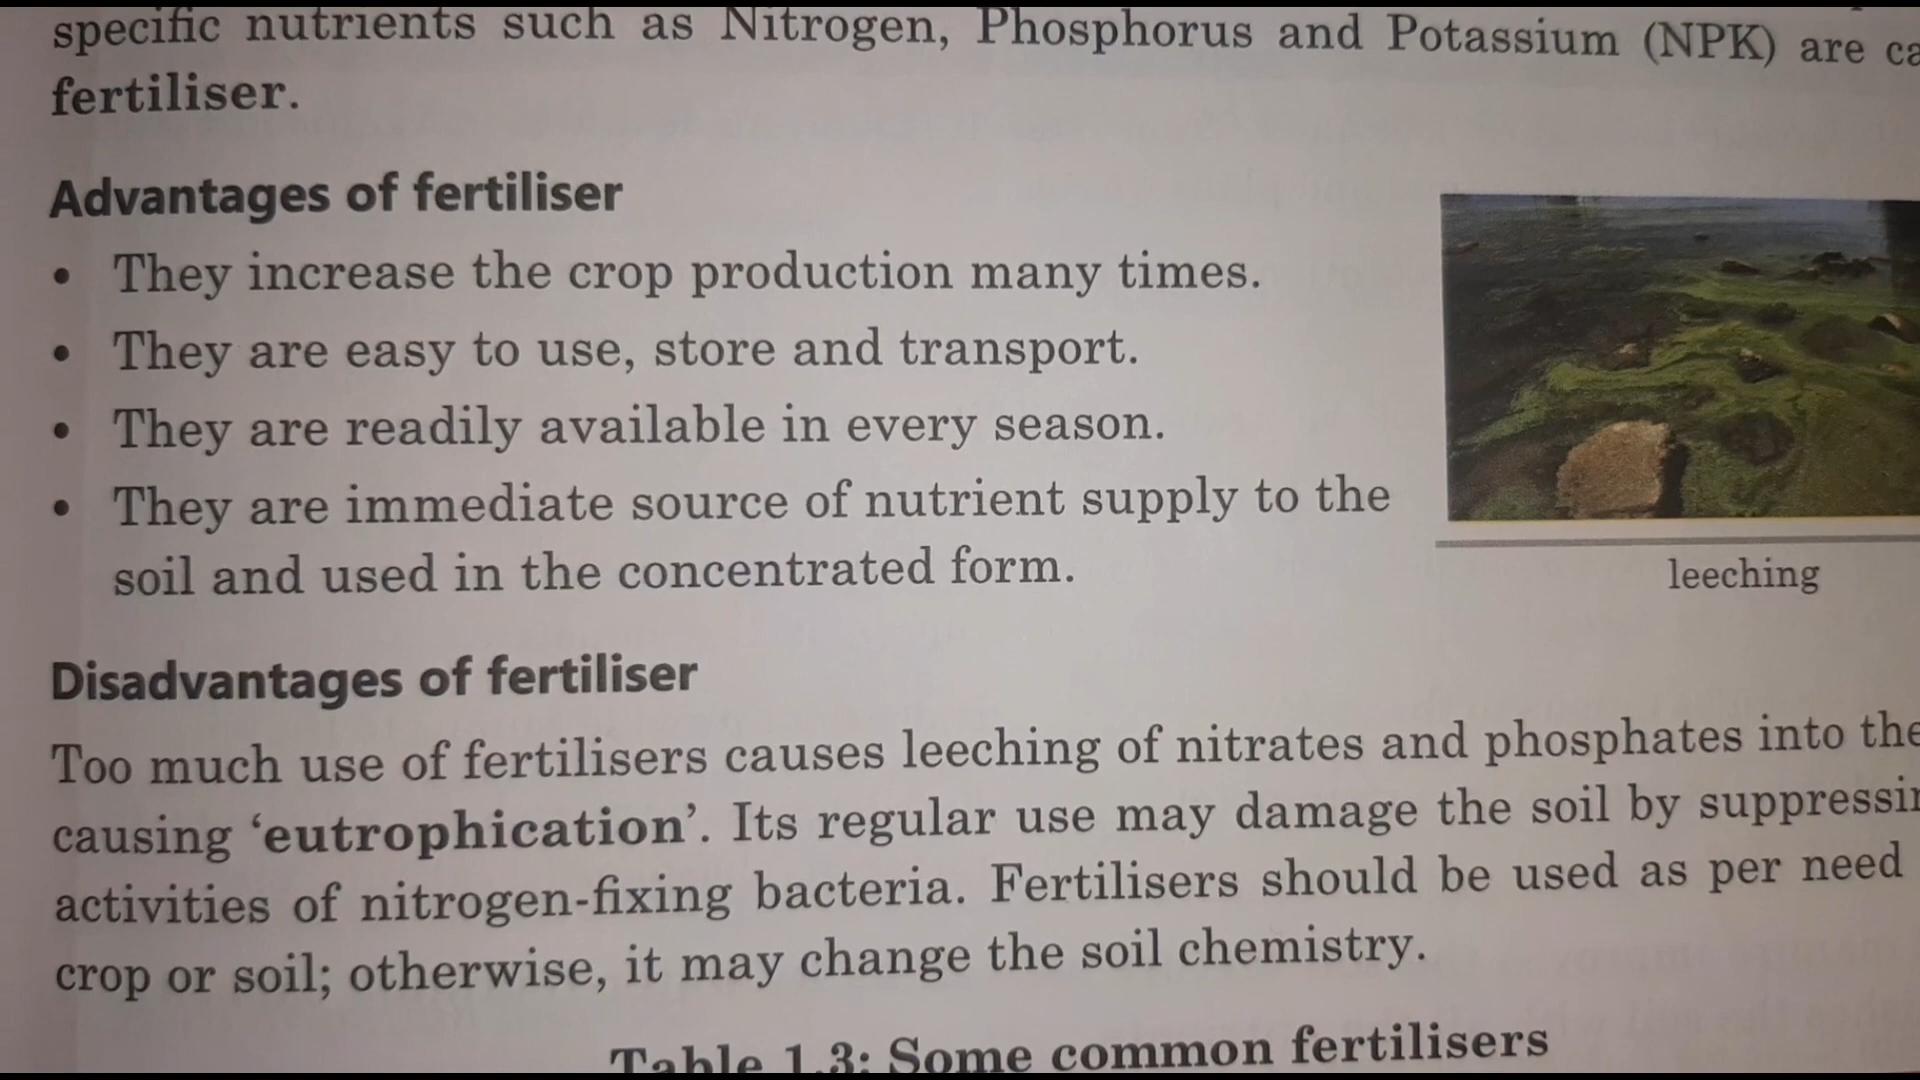 specific nutrients such as Nitrogen, Phosphorus and Potassium (NPK) are
fertiliser.
Advantages of fertiliser
• They increase the crop production many times.
• They are easy to use, store and transport.
• They are readily available in every season.
• They are immediate source of nutrient supply to the
soil and used in the concentrated form.
leeching
Disadvantages of fertiliser
Too much use of fertilisers causes leeching of nitrates and phosphates into the
causing ‘eutrophication’. Its regular use may damage the soil by
activities of nitrogen-fixing bacteria. Fertilisers should be used as per need
crop or soil; otherwise, it may change the soil chemistry.
Table 1.3: Some common fertilisers